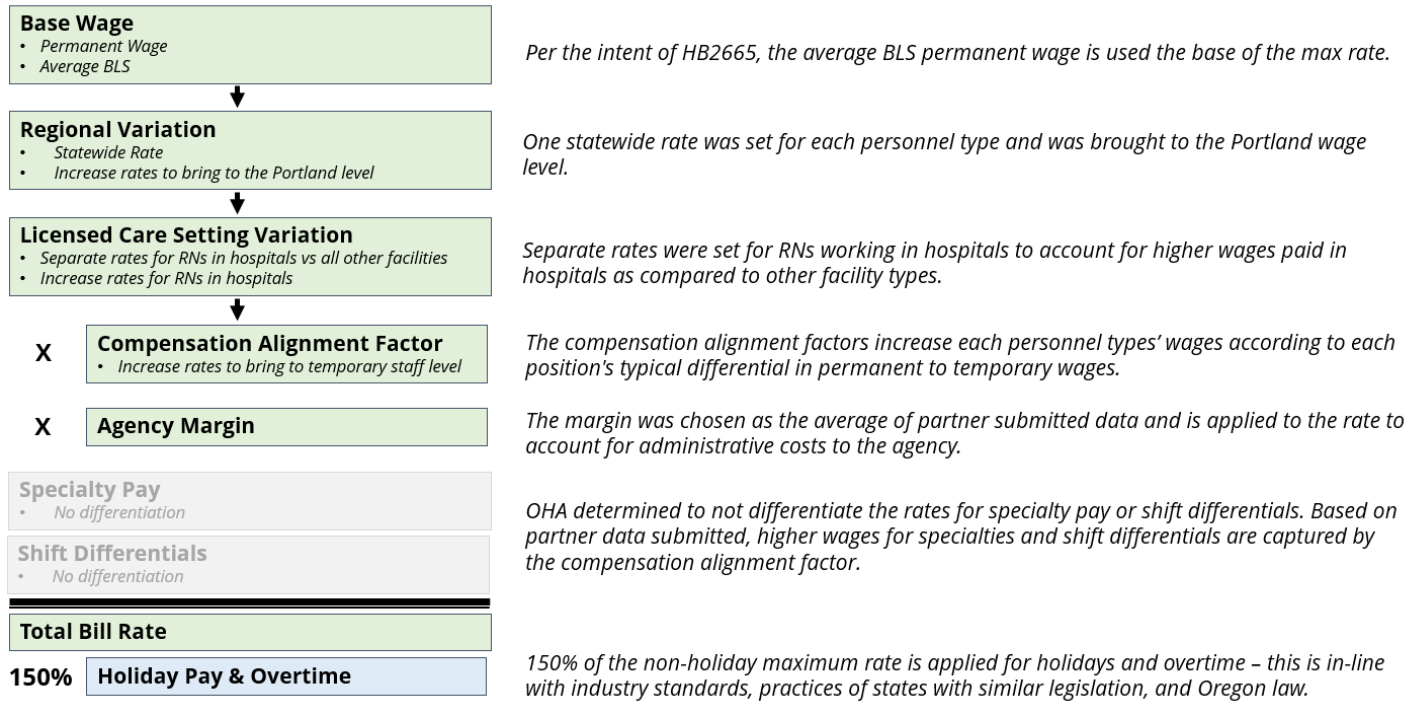 Base Wage
• Permanent Wage
• Average BLS
Per the intent of HB2665, the average BLS permanent wage is used the base of the max rate.
Regional Variation
• Statewide Rate
• Increase rates to bring to the Portland level
One statewide rate was set for each personnel type and was brought to the Portland wage
level.
Licensed Care Setting Variation
• Separate rates for RNs in hospitals vs all other facilities
• Increase rates for RNs in hospitals
Separate rates were set for RNs working in hospitals to account for higher wages paid in
hospitals as compared to other facility types.
X
Compensation Alignment Factor
• Increase rates to bring to temporary staff level
The compensation alignment factors increase each personnel types’ wages according to each
position's typical differential in permanent to temporary wages.
X
Agency Margin
The margin was chosen as the average of partner submitted data and is applied to the rate to
account for administrative costs to the agency.
Specialty Pay
• No differentiation
Shift Differentials
• No differentiation
OHA determined to not differentiate the rates for specialty pay or shift differentials. Based on
partner data submitted, higher wages for specialties and shift differentials are captured by
the compensation alignment factor.
Total Bill Rate
150%
Holiday Pay & Overtime
150% of the non-holiday maximum rate is applied for holidays and overtime – this is in-line
with industry standards, practices of states with similar legislation, and Oregon law.